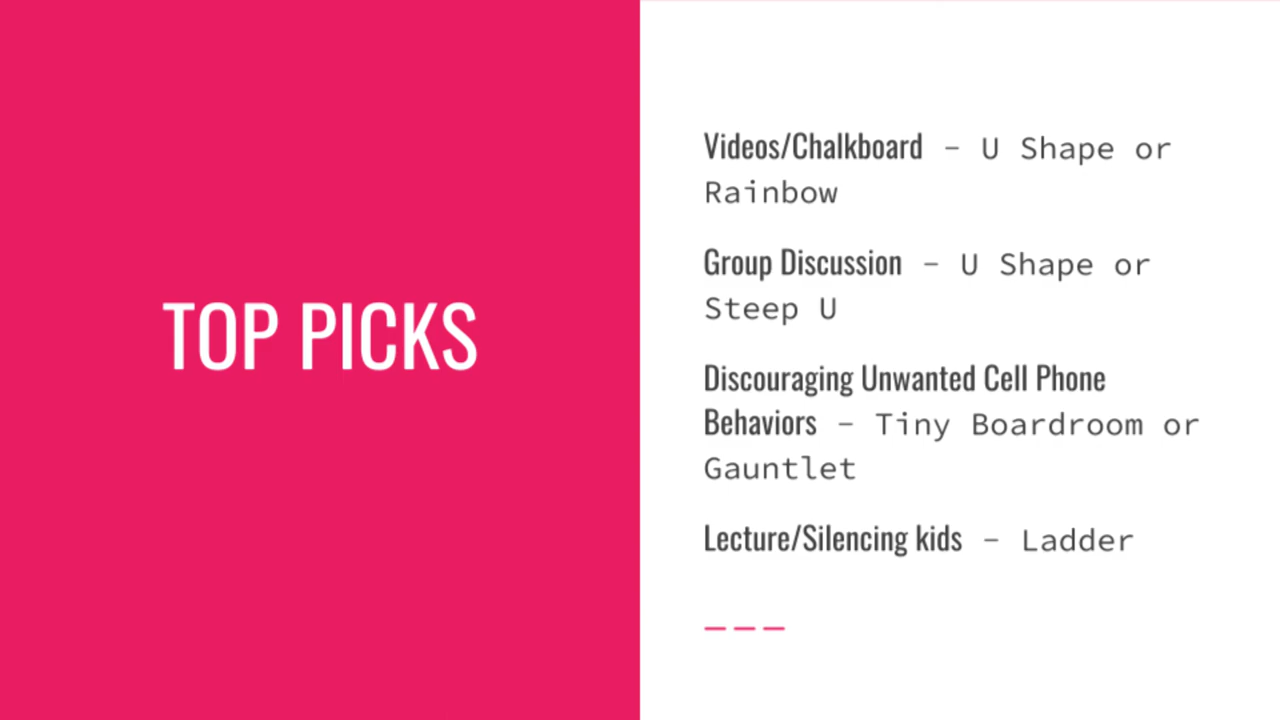 TOP PICKS
Videos/Chalkboard – U Shape or
Rainbow
Group Discussion – U Shape or
Steep U
Discouraging Unwanted Cell Phone
Behaviors – Tiny Boardroom or
Gauntlet
Lecture/Silencing kids – Ladder